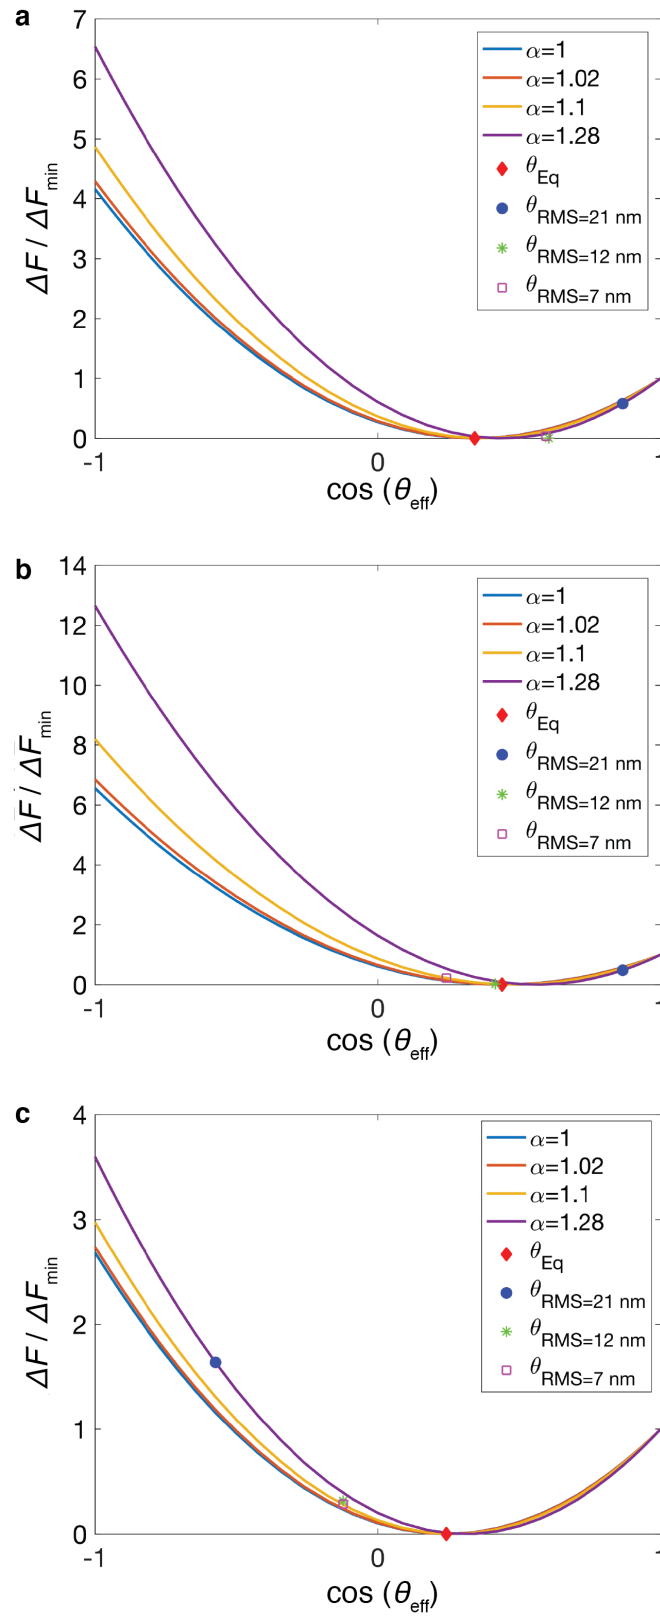 a
7
6
5
4
3
2
1
0
ΔF / ΔFmin
-1
0
1
cos (θeff)
α=1
α=1.02
α=1.1
α=1.28
θEq
θRMS=21 nm
θRMS=12 nm
θRMS=7 nm
b
14
12
10
8
6
4
2
0
ΔF / ΔFmin
-1
0
1
cos (θeff)
α=1
α=1.02
α=1.1
α=1.28
θEq
θRMS=21 nm
θRMS=12 nm
θRMS=7 nm
c
4
3
2
1
0
ΔF / ΔFmin
-1
0
1
cos (θeff)
α=1
α=1.02
α=1.1
α=1.28
θEq
θRMS=21 nm
θRMS=12 nm
θRMS=7 nm